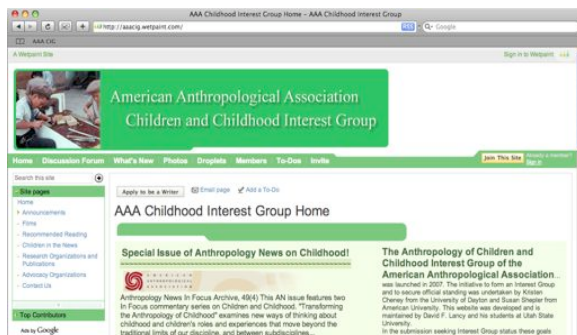 AAA Childhood Interest Group Home - AAA Childhood Interest Group
http://aaacig.wetpaint.com/
RSS
Google
AAA CIG
A Wetpaint Site
Sign in to Wetpaint
American Anthropological Association
Children and Childhood Interest Group
Home Discussion Forum What's New Photos Droplets Members To-Dos Invite
Join This Site
Already a member?
Sign in
Search this site
Site pages
Home
Announcements
Films
Recommended Reading
Children in the News
Research Organizations and
Publications
Advocacy Organizations
Contact Us
Top Contributors
Ads by Google
Apply to be a Writer
Email page
Add a To-Do
AAA Childhood Interest Group Home
Special Issue of Anthropology News on Childhood!
AMERICAN
ANTHROPOLOGICAL
ASSOCIATION
Anthropology News In Focus Archive, 49(4) This AN issue features two
In Focus commentary series on Children and Childhood. "Transforming
the Anthropology of Childhood" examines new ways of thinking about
childhood and children's roles and experiences that move beyond the
traditional limits of our discipline, and between subdisciplines...
The Anthropology of Children and
Childhood Interest Group of the
American Anthropological Association...
was launched in 2007. The initiative to form an Interest Group
and to secure official standing was undertaken by Kristen
Cheney from the University of Dayton and Susan Shepler from
American University. This website was developed and is
maintained by David F. Lancy and his students at Utah State
University.
In the submission seeking Interest Group status these goals